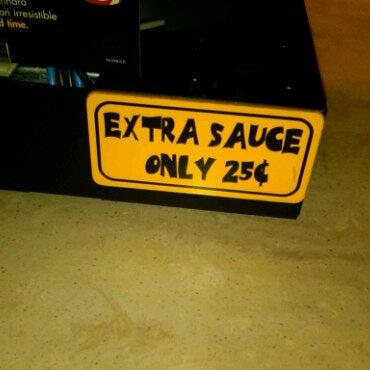 an irresistible
d time.
EXTRA SAUCE
ONLY 25¢